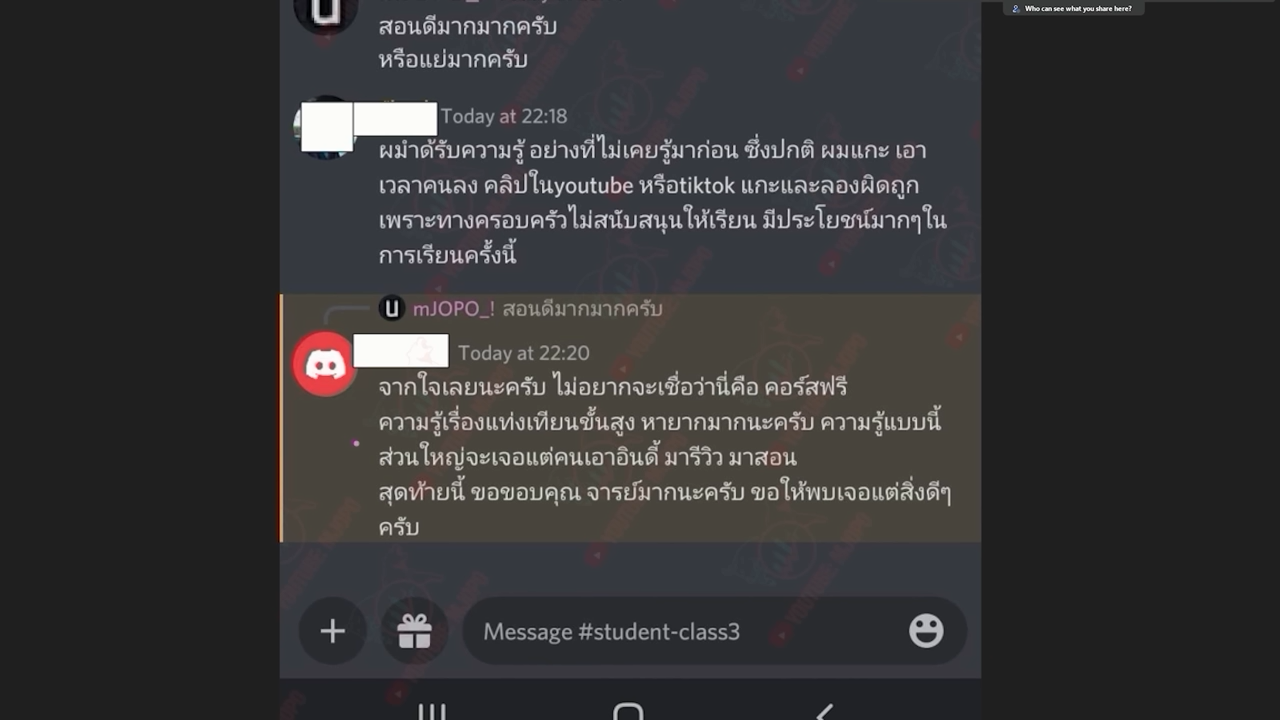 Who can see what you share here?
สอนดีมากมากครับ
หรือแย่มากครับ
Today at 22:18
ผมำด้รับความรู้ อย่างที่ไม่เคยรู้มาก่อน ซึ่งปกติ ผมแกะ เอา
เวลาคนลง คลิปในyoutube หรือtiktok แกะและลองผิดถูก
เพราะทางครอบครัวไม่สนับสนุนให้เรียน มีประโยชน์มากๆใน
การเรียนครั้งนี้
mJOPO_! สอนดีมากมากครับ
Today at 22:20
จากใจเลยนะครับ ไม่อยากจะเชื่อว่านี่คือ คอร์สฟรี
ความรู้เรื่องแท่งเทียนขั้นสูง หายากมากนะครับ ความรู้แบบนี้
ส่วนใหญ่จะเจอแต่คนเอาอินดี้ มารีวิว มาสอน
สุดท้ายนี้ ขอขอบคุณ จารย์มากนะครับ ขอให้พบเจอแต่สิ่งดีๆ
ครับ
Message #student-class3